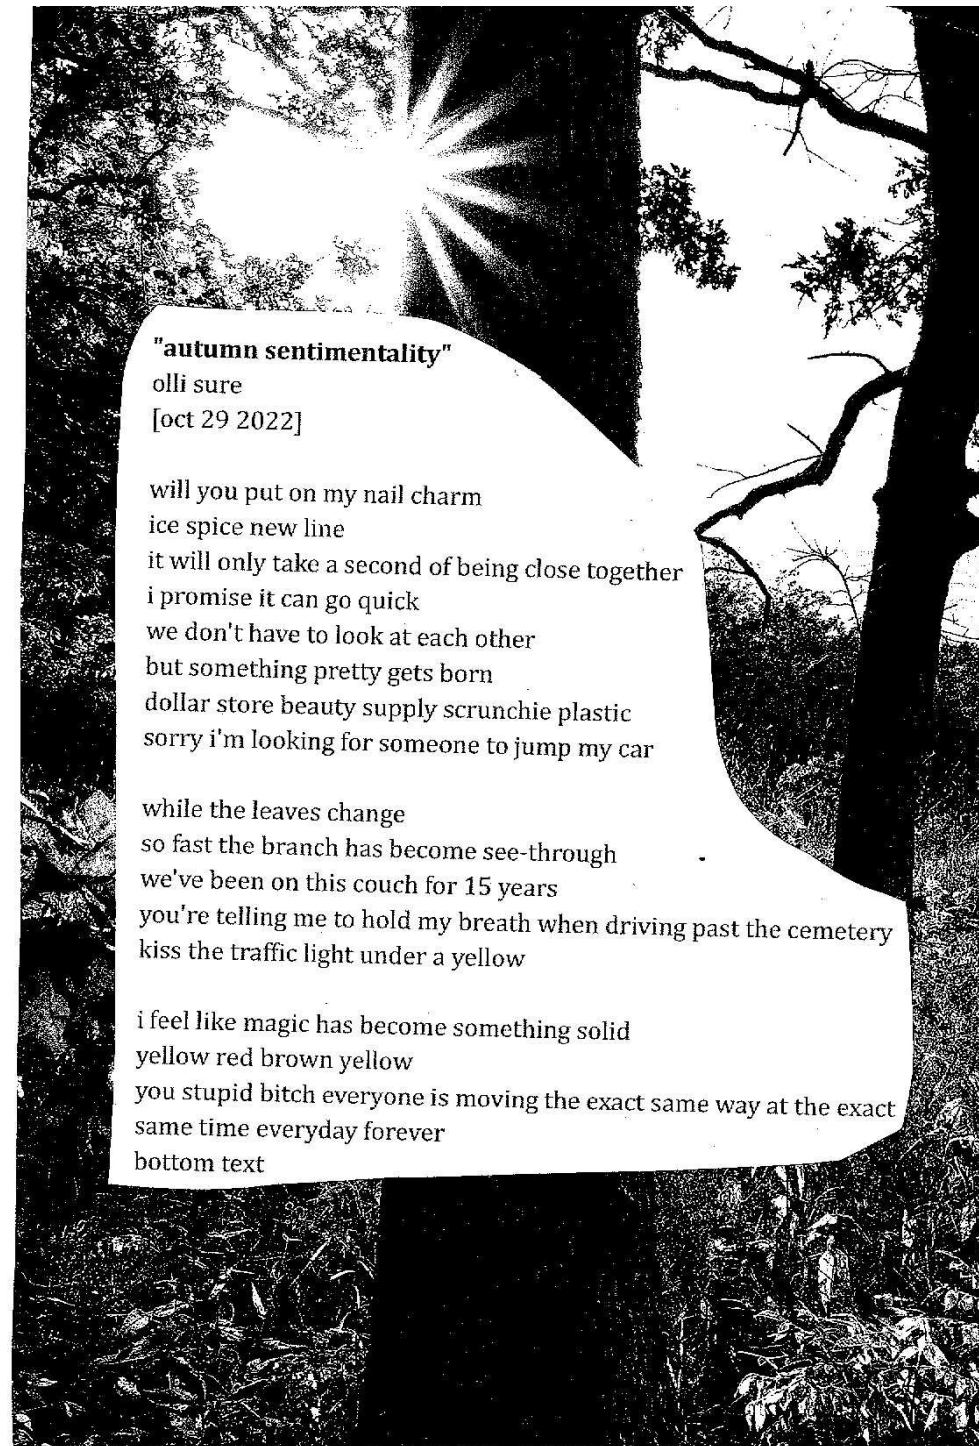 "autumn sentimentality"
olli sure
[oct 29 2022]
will you put on my nail charm
ice spice new line
it will only take a second of being close together
i promise it can go quick
we don't have to look at each other
but something pretty gets born
dollar store beauty supply scrunchie plastic
sorry i'm looking for someone to jump my car
while the leaves change
so fast the branch has become see-through
we've been on this couch for 15 years
you're telling me to hold my breath when driving past the cemetery
kiss the traffic light under a yellow
i feel like magic has become something solid
yellow red brown yellow
you stupid bitch everyone is moving the exact same way at the exact
same time everyday forever
bottom text